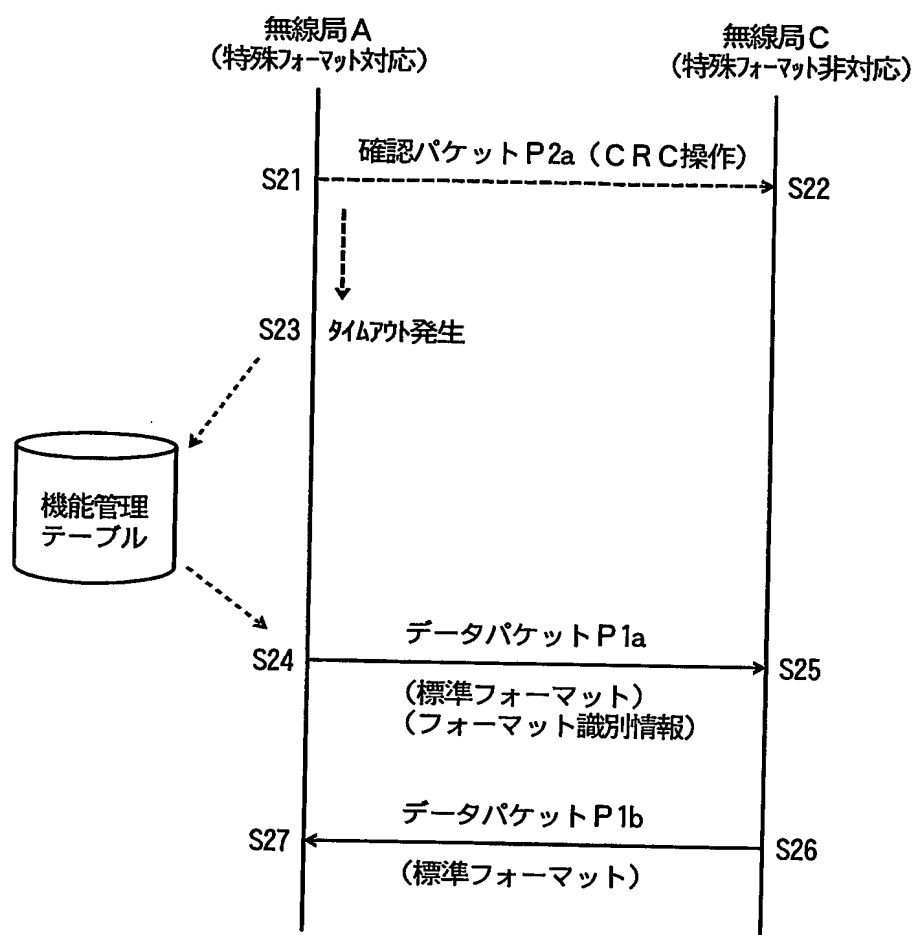 無線局A
(特殊フォーマット対応)
無線局C
(特殊フォーマット非対応)
確認パケットP2a(CRC操作)
S21
S22
S23
タイムアウト発生
機能管理
テーブル
データパケットP1a
S24
S25
(標準フォーマット)
(フォーマット識別情報)
データパケットP1b
S27
S26
(標準フォーマット)